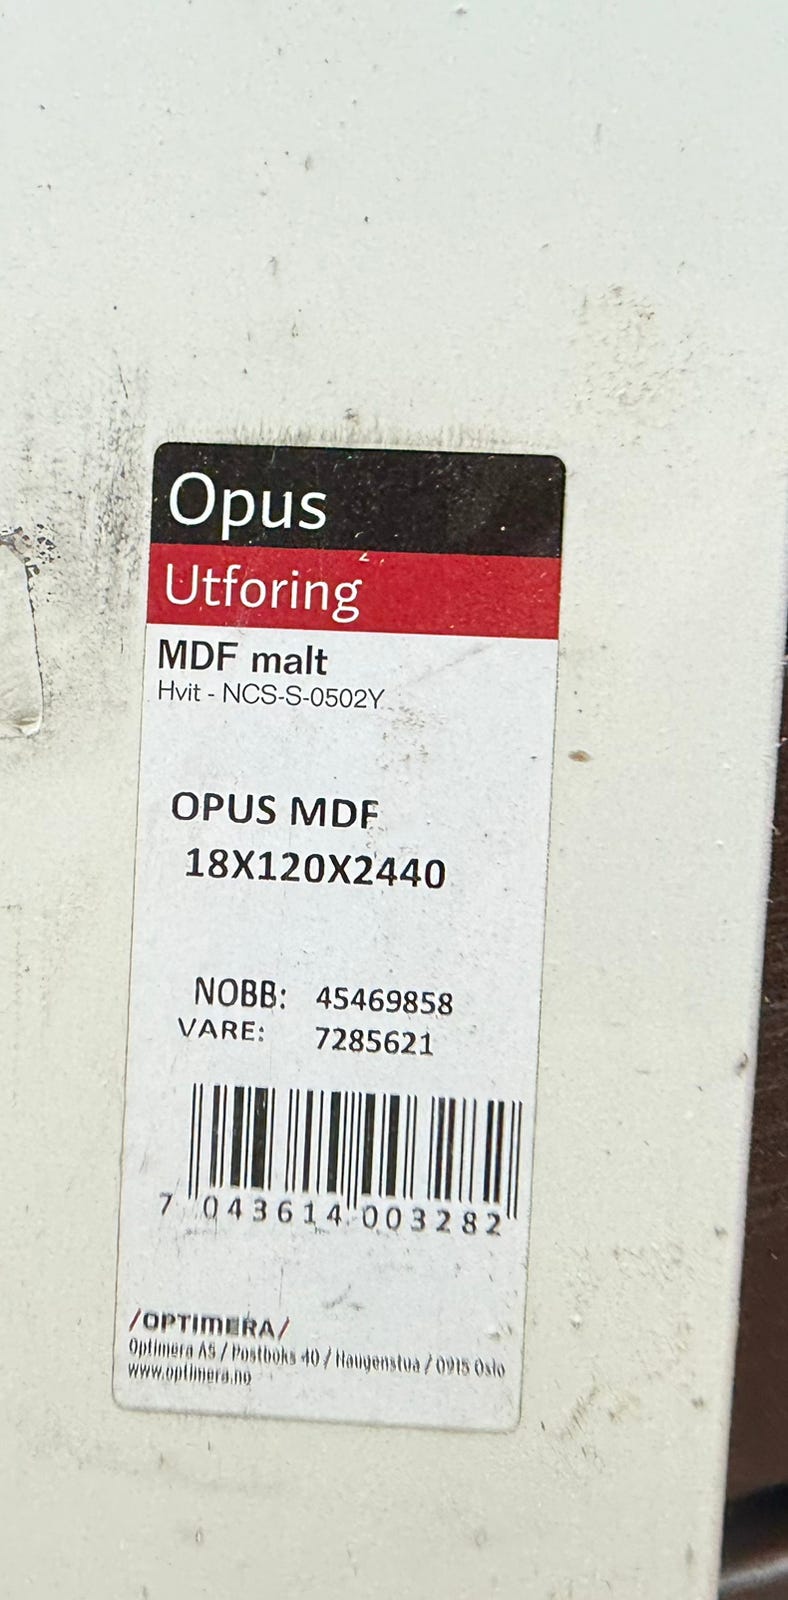 Opus
Utforing
MDF malt
Hvit - NCS-S-0502Y
OPUS MDF
18X120X2440
NOBB: 45469858
VARE: 7285621
7 043614 003282
/OPTIMERA/
Optimera AS / Postboks 40 / Haugenstua / 0915 Oslo
www.optimera.no